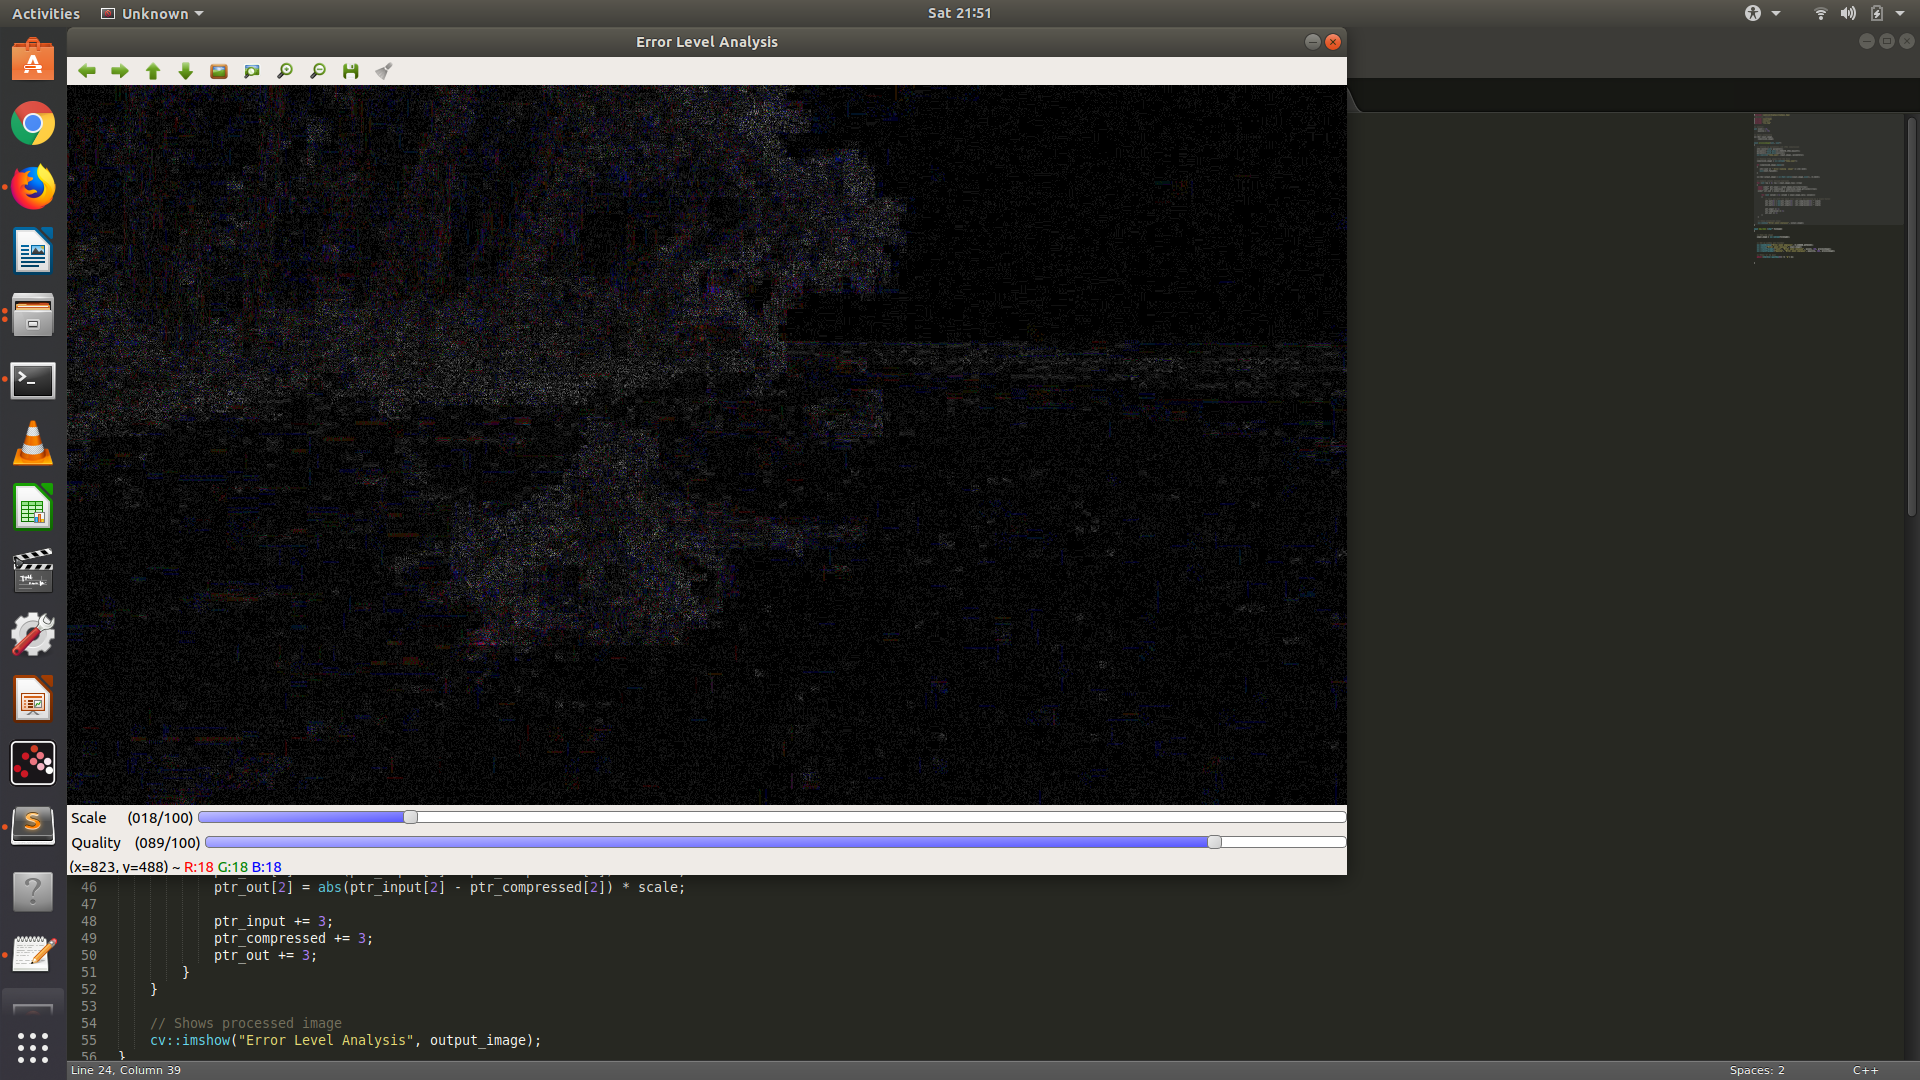 Activities
Unknown
Sat 21:51
Error Level Analysis
Scale (018/100)
Quality (089/100)
(x=823, y=488) ~ R:18 G:18 B:18
46 ptr_out[2] = abs(ptr_input[2] - ptr_compressed[2]) * scale;
47
48 ptr_input += 3;
49 ptr_compressed += 3;
50 ptr_out += 3;
51 }
52 }
53
54 // Shows processed image
55 cv::imshow("Error Level Analysis", output_image);
56 }
Line 24, Column 39
Spaces: 2
C++